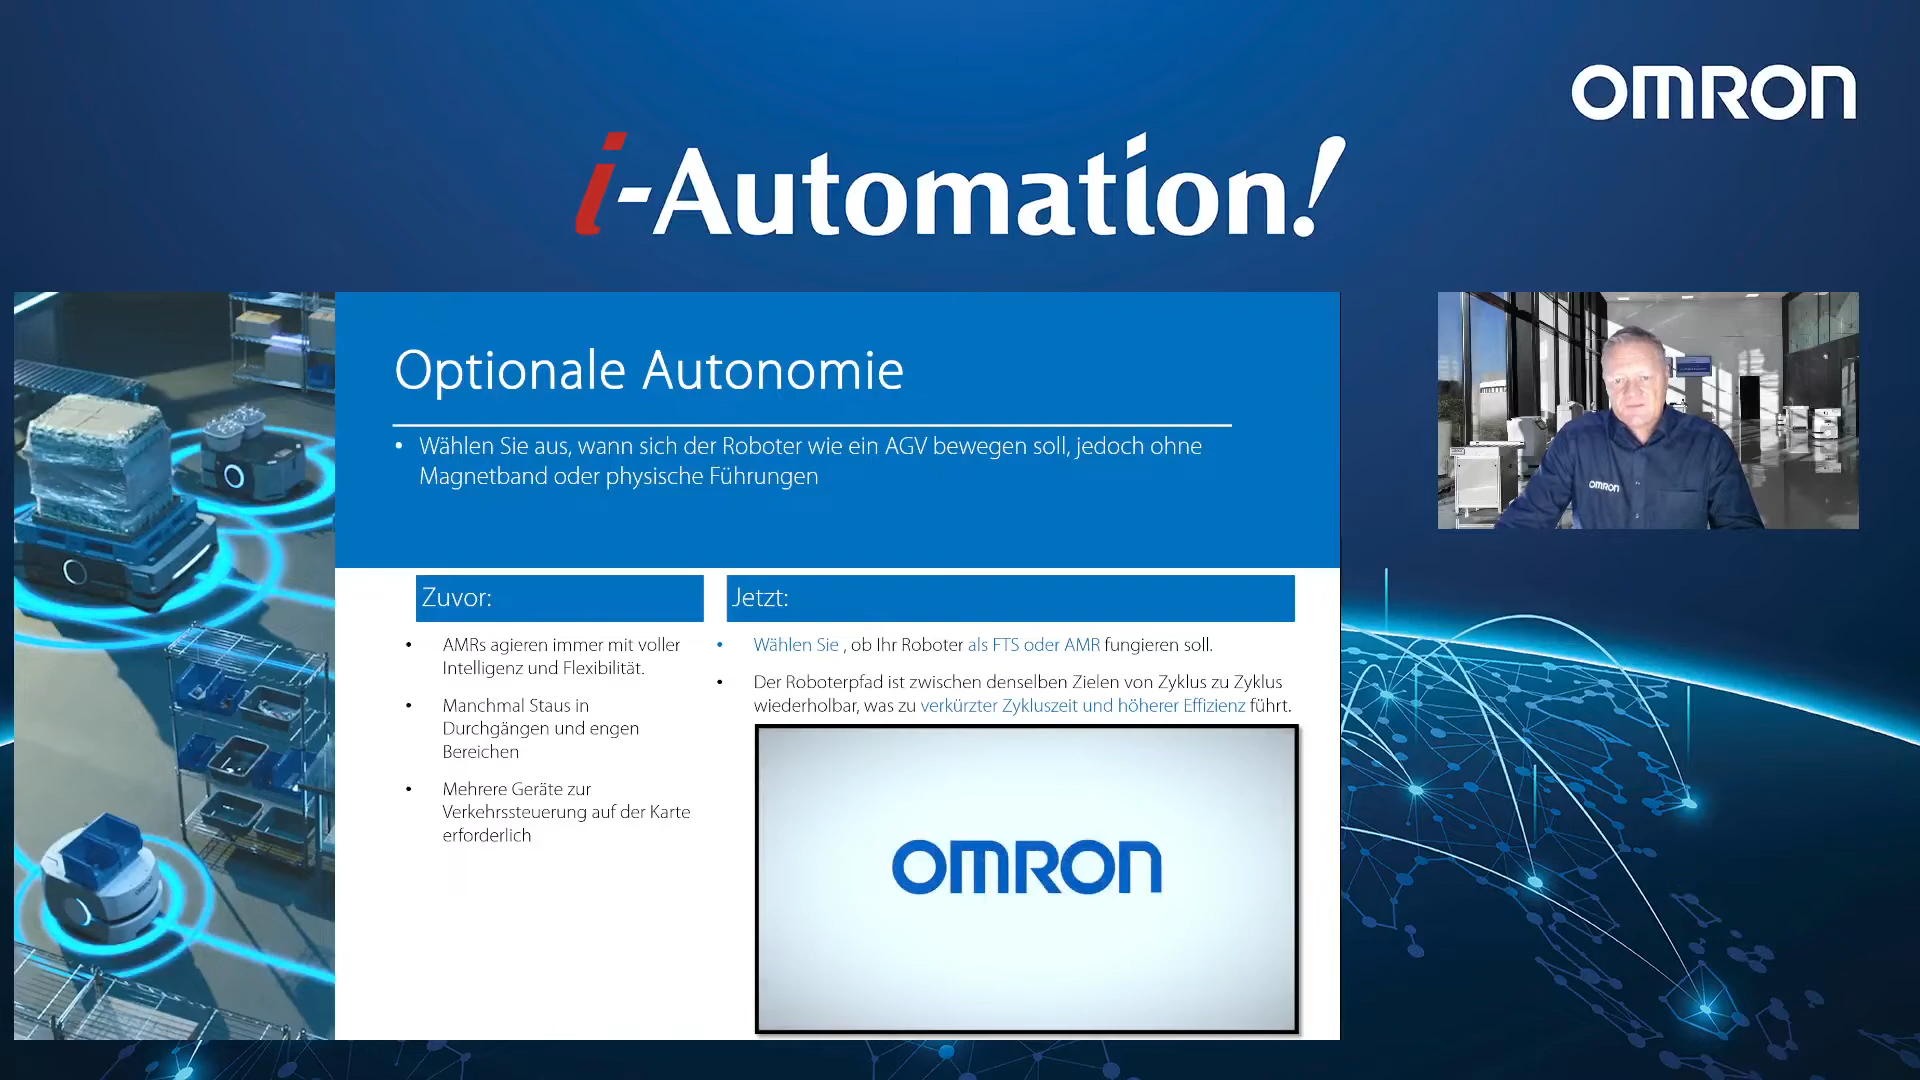 OMRON
i-Automation!
Optionale Autonomie
• Wählen Sie aus, wann sich der Roboter wie ein AGV bewegen soll, jedoch ohne
Magnetband oder physische Führungen
Zuvor:
• AMRs agieren immer mit voller
Intelligenz und Flexibilität.
• Manchmal Staus in
Durchgängen und engen
Bereichen
• Mehrere Geräte zur
Verkehrssteuerung auf der Karte
erforderlich
Jetzt:
• Wählen Sie , ob Ihr Roboter als FTS oder AMR fungieren soll.
• Der Roboterpfad ist zwischen denselben Zielen von Zyklus zu Zyklus
wiederholbar, was zu verkürzter Zykluszeit und höherer Effizienz führt.
OMRON
OMRON